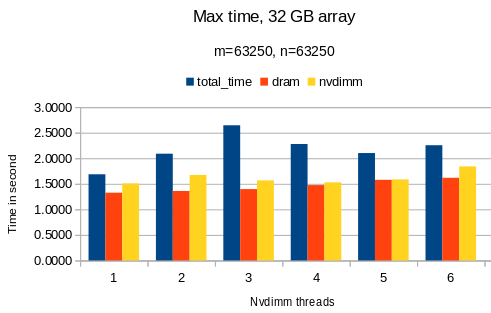 Max time, 32 GB array
m=63250, n=63250
total_time dram nvdimm
3.0000
2.5000
2.0000
1.5000
1.0000
0.5000
0.0000
Time in second
1 2 3 4 5 6
Nvdimm threads